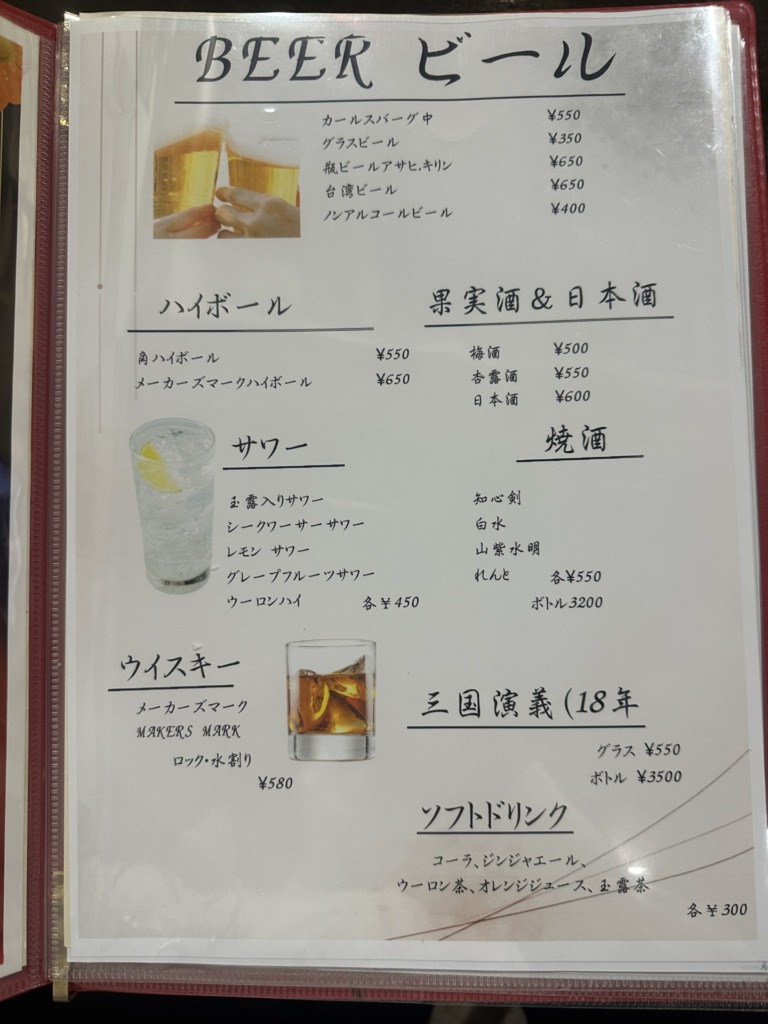 BEER ビール
カールスバーグ中 ¥550
グラスビール ¥350
瓶ビールアサヒ.キリン ¥650
台湾ビール ¥650
ノンアルコールビール ¥400
ハイボール
角ハイボール ¥550
メーカーズマークハイボール ¥650
果実酒&日本酒
梅酒 ¥500
杏露酒 ¥550
日本酒 ¥600
サワー
玉露入りサワー
シークワーサーサワー
レモン サワー
グレープフルーツサワー
ウーロンハイ 各¥450
焼酒
知心剣
白水
山紫水明
れんと 各¥550
ボトル3200
ウイスキー
メーカーズマーク
MAKERS MARK
ロック・水割り
¥580
三国演義(18年
グラス ¥550
ボトル ¥3500
ソフトドリンク
コーラ、ジンジャエール、
ウーロン茶、オレンジジュース、玉露茶
各¥300